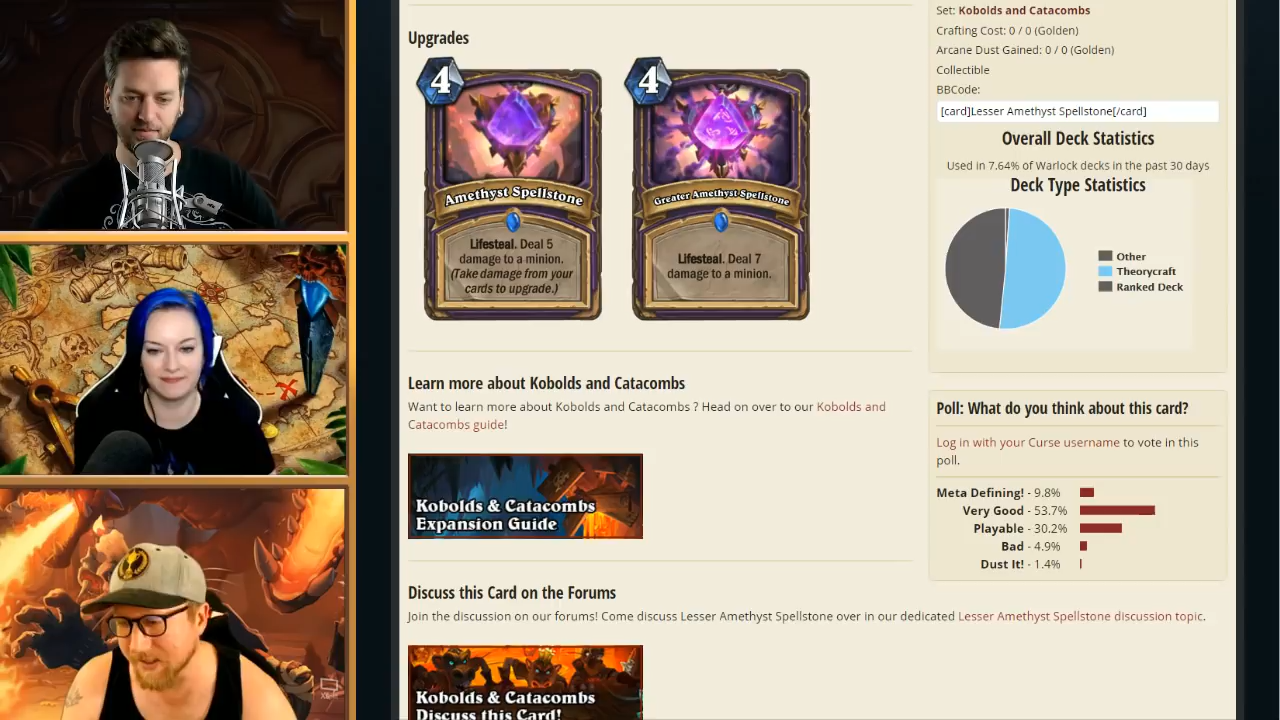 Upgrades
4
Amethyst Spellstone
Lifesteal. Deal 5
damage to a minion.
(Take damage from your
cards to upgrade.)
4
Greater Amethyst Spellstone
Lifesteal. Deal 7
damage to a minion.
Learn more about Kobolds and Catacombs
Want to learn more about Kobolds and Catacombs ? Head on over to our Kobolds and
Catacombs guide!
Kobolds & Catacombs
Expansion Guide
Discuss this Card on the Forums
Join the discussion on our forums! Come discuss Lesser Amethyst Spellstone over in our dedicated Lesser Amethyst Spellstone discussion topic.
Kobolds & Catacombs
Discuss this Card!
Set: Kobolds and Catacombs
Crafting Cost: 0 / 0 (Golden)
Arcane Dust Gained: 0 / 0 (Golden)
Collectible
BBCode:
[card]Lesser Amethyst Spellstone[/card]
Overall Deck Statistics
Used in 7.64% of Warlock decks in the past 30 days
Deck Type Statistics
Other
Theorycraft
Ranked Deck
Poll: What do you think about this card?
Log in with your Curse username to vote in this
poll.
Meta Defining! - 9.8%
Very Good - 53.7%
Playable - 30.2%
Bad - 4.9%
Dust It! - 1.4%